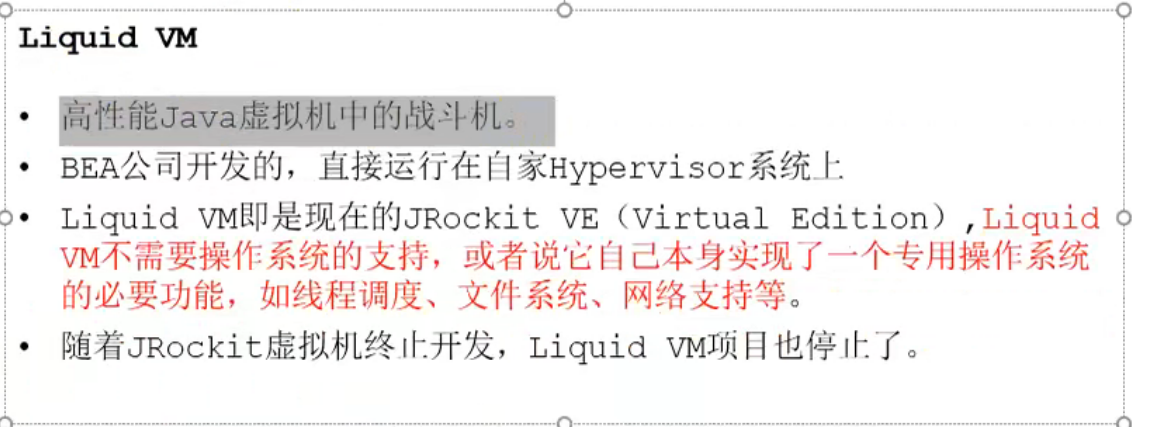 Liquid VM
• 高性能Java虚拟机中的战斗机。
• BEA公司开发的，直接运行在自家Hypervisor系统上
• Liquid VM即是现在的JRockit VE（Virtual Edition）,Liquid
VM不需要操作系统的支持，或者说它自己本身实现了一个专用操作系统
的必要功能，如线程调度、文件系统、网络支持等。
• 随着JRockit虚拟机终止开发，Liquid VM项目也停止了。